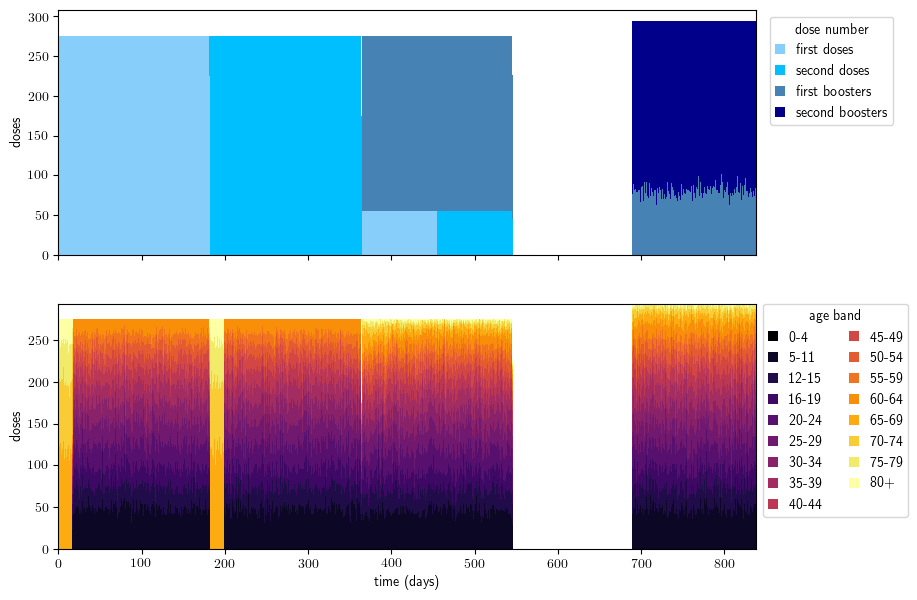 300
250
200
150
100
50
0
doses
dose number
first doses
second doses
first boosters
second boosters
250
200
150
100
50
0
doses
0 100 200 300 400 500 600 700 800
time (days)
age band
0-4 45-49
5-11 50-54
12-15 55-59
16-19 60-64
20-24 65-69
25-29 70-74
30-34 75-79
35-39 80+
40-44